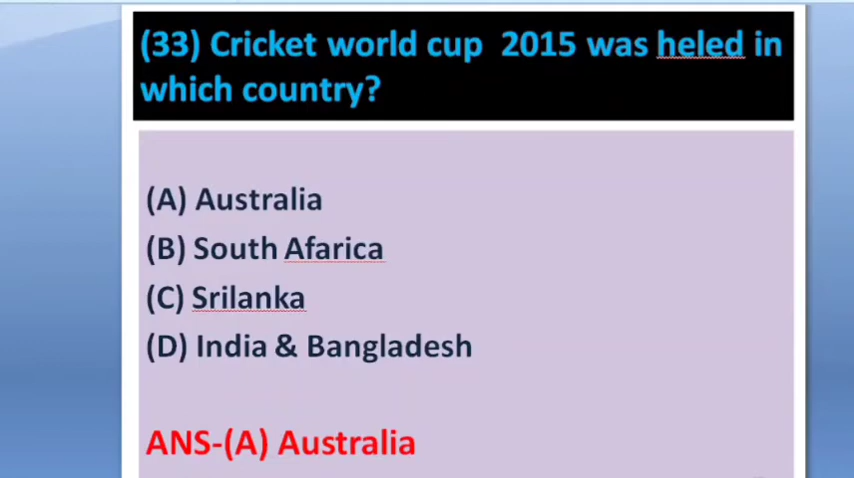 (33) Cricket world cup 2015 was heled in
which country?
(A) Australia
(B) South Afarica
(C) Srilanka
(D) India & Bangladesh
ANS-(A) Australia